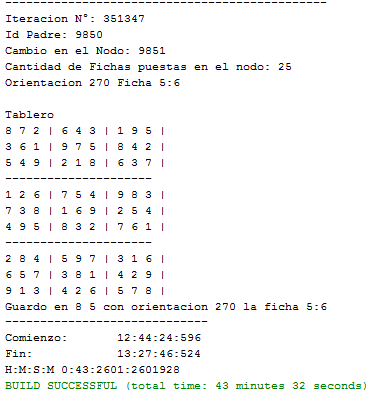 ----------------------------------------------
Iteracion N°: 351347
Id Padre: 9850
Cambio en el Nodo: 9851
Cantidad de Fichas puestas en el nodo: 25
Orientacion 270 Ficha 5:6
Tablero
8 7 2 | 6 4 3 | 1 9 5 |
3 6 1 | 9 7 5 | 8 4 2 |
5 4 9 | 2 1 8 | 6 3 7 |
---------------------
1 2 6 | 7 5 4 | 9 8 3 |
7 3 8 | 1 6 9 | 2 5 4 |
4 9 5 | 8 3 2 | 7 6 1 |
---------------------
2 8 4 | 5 9 7 | 3 1 6 |
6 5 7 | 3 8 1 | 4 2 9 |
9 1 3 | 4 2 6 | 5 7 8 |
Guardo en 8 5 con orientacion 270 la ficha 5:6
-----------------------------
Comienzo: 12:44:24:596
Fin: 13:27:46:524
H:M:S:M 0:43:2601:2601928
BUILD SUCCESSFUL (total time: 43 minutes 32 seconds)